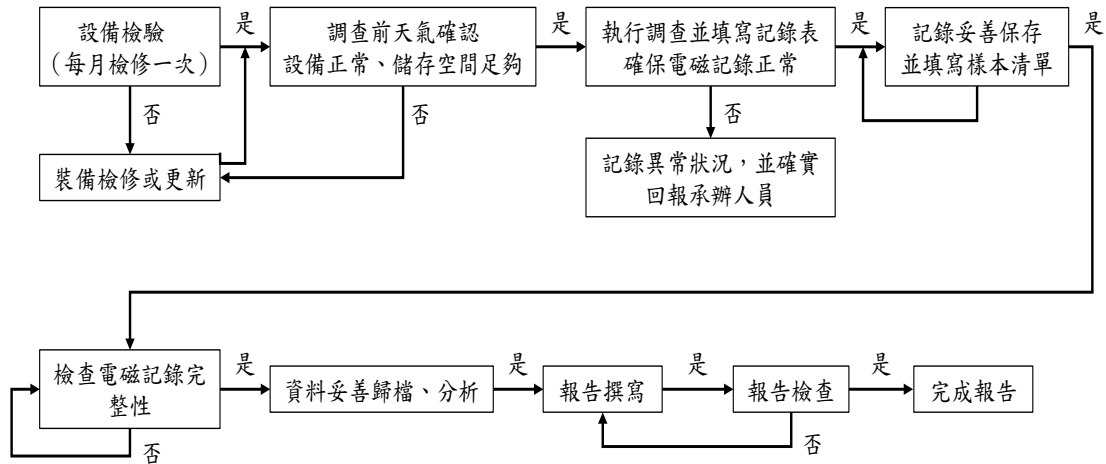 設備檢驗
（每月檢修一次）
是
調查前天氣確認
設備正常、儲存空間足夠
是
執行調查並填寫記錄表
確保電磁記錄正常
是
記錄妥善保存
並填寫樣本清單
是
否
否
裝備檢修或更新
記錄異常狀況，並確實
回報承辦人員
檢查電磁記錄完
整性
是
資料妥善歸檔、分析
是
報告撰寫
是
報告檢查
是
完成報告
否
否